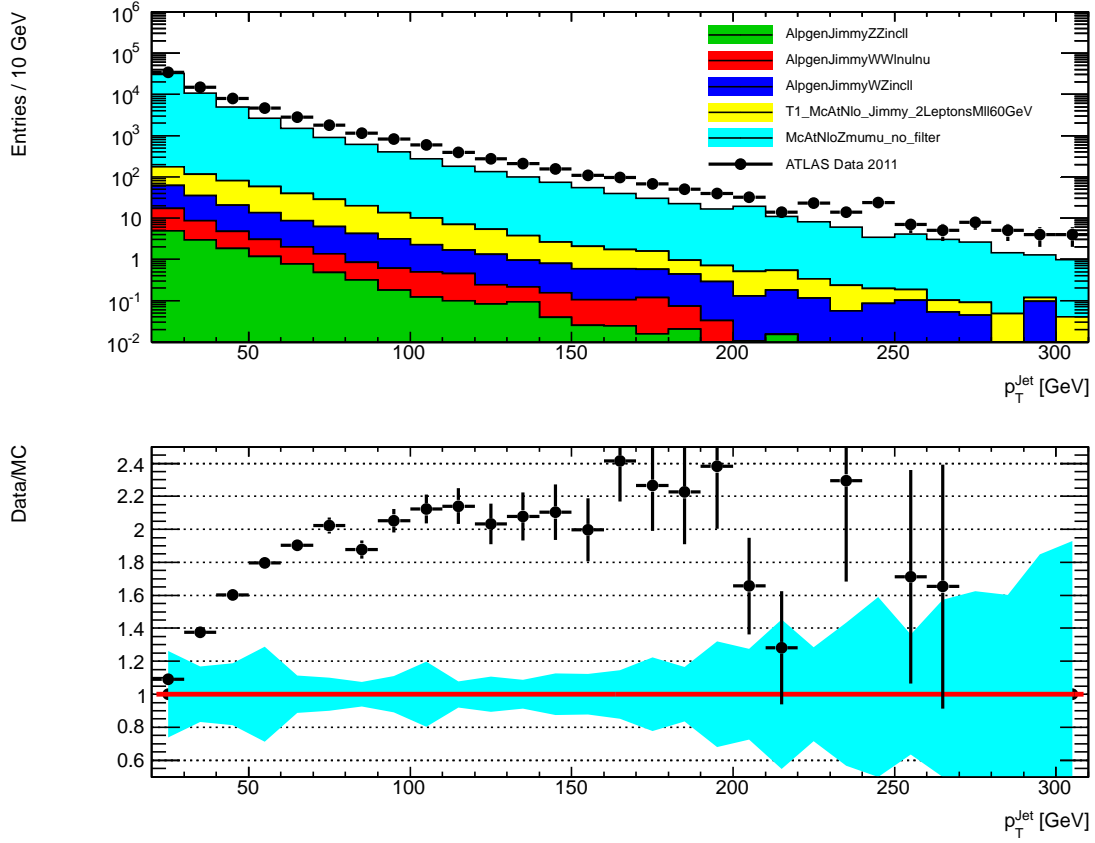 Entries / 10 GeV
10^6
10^5
10^4
10^3
10^2
10
1
10^-1
10^-2
AlpgenJimmyZZincll
AlpgenJimmyWWlnulnu
AlpgenJimmyWZincll
T1_McAtNlo_Jimmy_2LeptonsMll60GeV
McAtNloZmumu_no_filter
ATLAS Data 2011
50 100 150 200 250 300
p_T^Jet [GeV]
Data/MC
2.4
2.2
2
1.8
1.6
1.4
1.2
1
0.8
0.6
50 100 150 200 250 300
p_T^Jet [GeV]